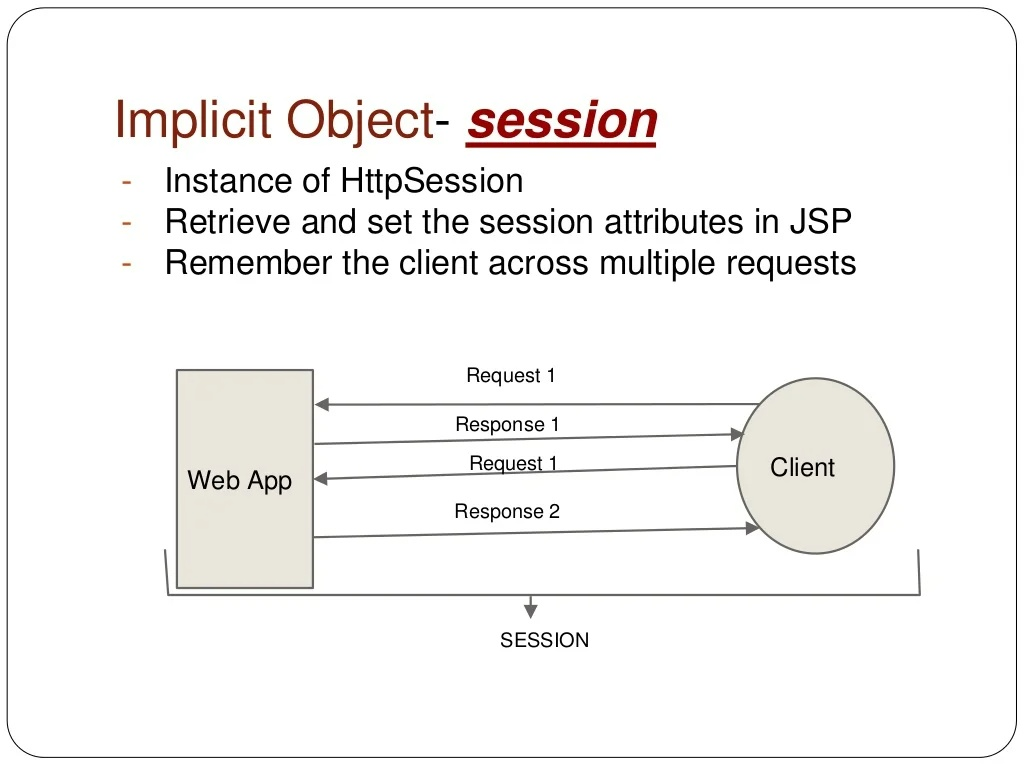 Implicit Object- session
- Instance of HttpSession
- Retrieve and set the session attributes in JSP
- Remember the client across multiple requests
Request 1
Response 1
Request 1
Web App
Client
Response 2
SESSION